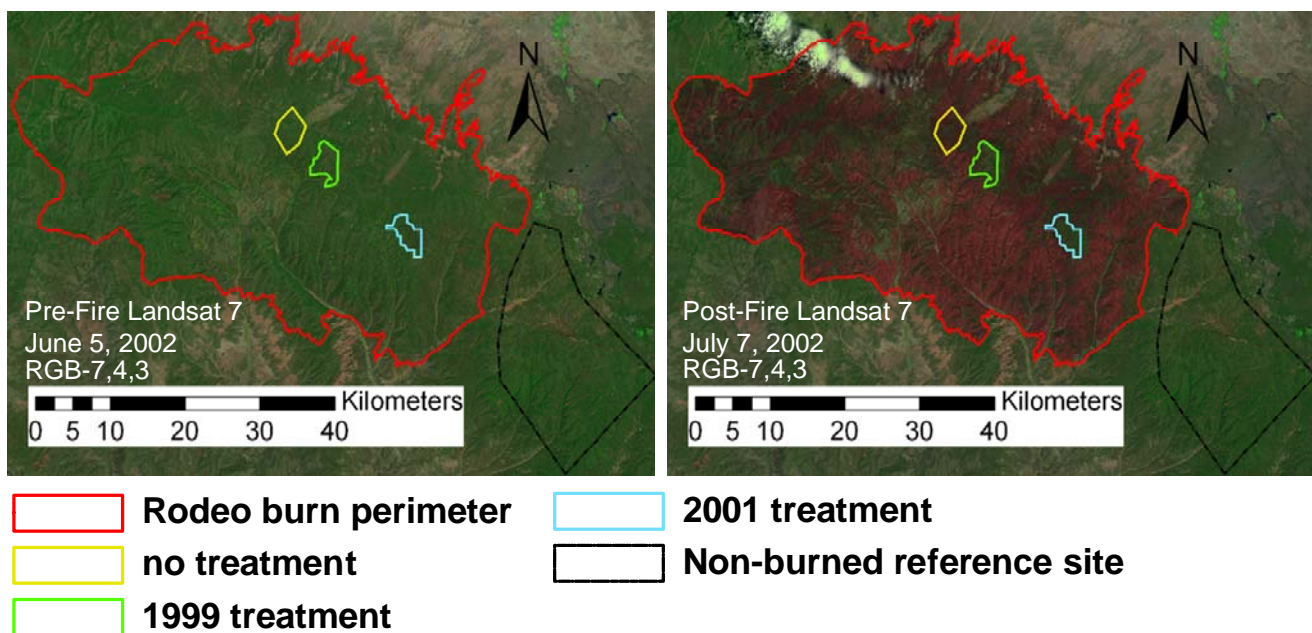 N
Pre-Fire Landsat 7
June 5, 2002
RGB-7,4,3
Kilometers
0 5 10 20 30 40
N
Post-Fire Landsat 7
July 7, 2002
RGB-7,4,3
Kilometers
0 5 10 20 30 40
Rodeo burn perimeter
no treatment
1999 treatment
2001 treatment
Non-burned reference site